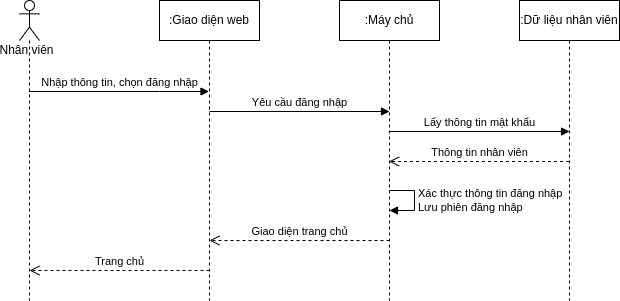 :Giao diện web
:Máy chủ
:Dữ liệu nhân viên
Nhân viên
Nhập thông tin, chọn đăng nhập
Yêu cầu đăng nhập
Lấy thông tin mật khẩu
Thông tin nhân viên
Xác thực thông tin đăng nhập
Lưu phiên đăng nhập
Giao diện trang chủ
Trang chủ